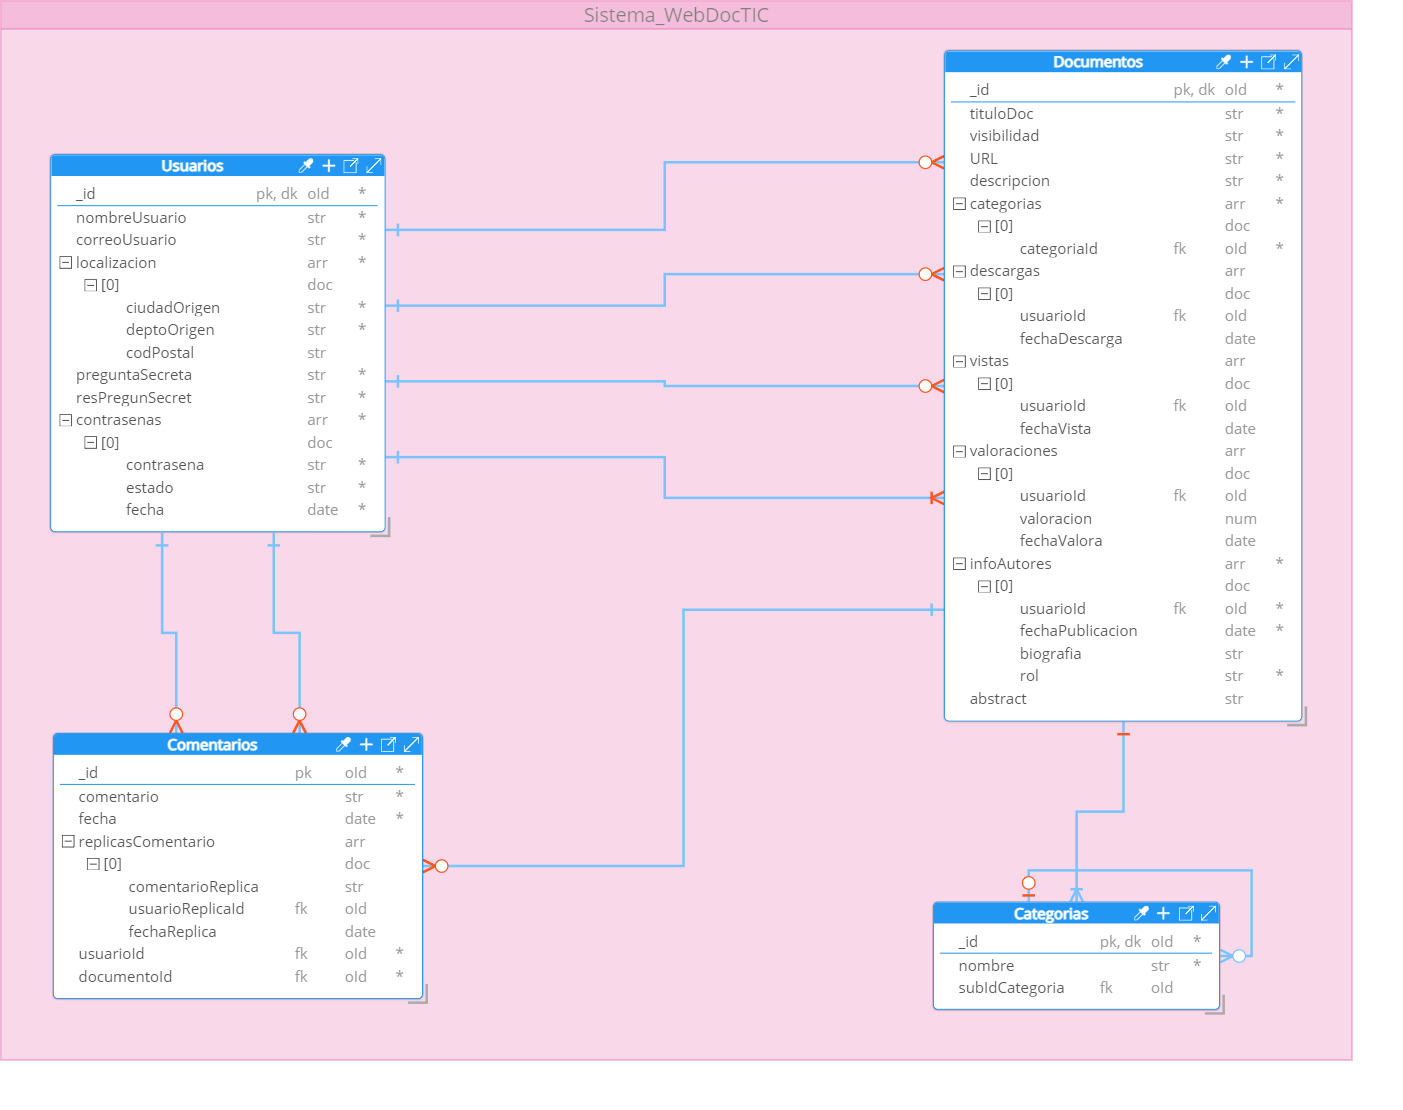 Sistema_WebDocTIC
Documentos
_id pk, dk oId *
tituloDoc str *
visibilidad str *
URL str *
descripcion str *
categorias arr *
[0] doc
categoriaId fk oId *
descargas arr
[0] doc
usuarioId fk oId
fechaDescarga date
vistas arr
[0] doc
usuarioId fk oId
fechaVista date
valoraciones arr
[0] doc
usuarioId fk oId
valoracion num
fechaValora date
infoAutores arr *
[0] doc
usuarioId fk oId *
fechaPublicacion date *
biografia str
rol str *
abstract str
Usuarios
_id pk, dk oId *
nombreUsuario str *
correoUsuario str *
localizacion arr *
[0] doc
ciudadOrigen str *
deptoOrigen str *
codPostal str
preguntaSecreta str *
resPregunSecret str *
contrasenas arr *
[0] doc
contrasena str *
estado str *
fecha date *
Comentarios
_id pk oId *
comentario str *
fecha date *
replicasComentario arr
[0] doc
comentarioReplica str
usuarioReplicaId fk oId
fechaReplica date
usuarioId fk oId *
documentoId fk oId *
Categorias
_id pk, dk oId *
nombre str *
subIdCategoria fk oId